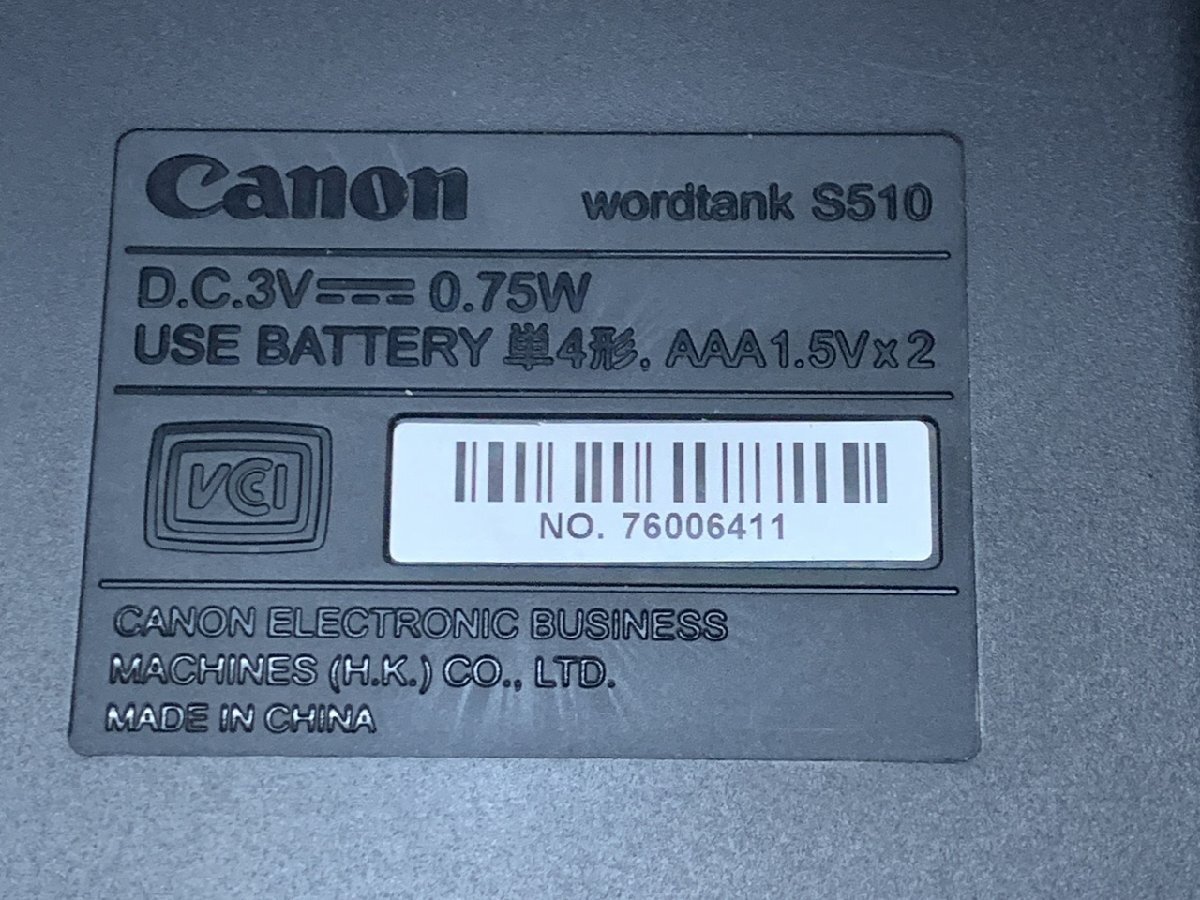 Canon wordtank S510
D.C.3V⎓ 0.75W
USE BATTERY 単4形. AAA1.5Vx2
VCCI
NO. 76006411
CANON ELECTRONIC BUSINESS
MACHINES (H.K.) CO., LTD.
MADE IN CHINA